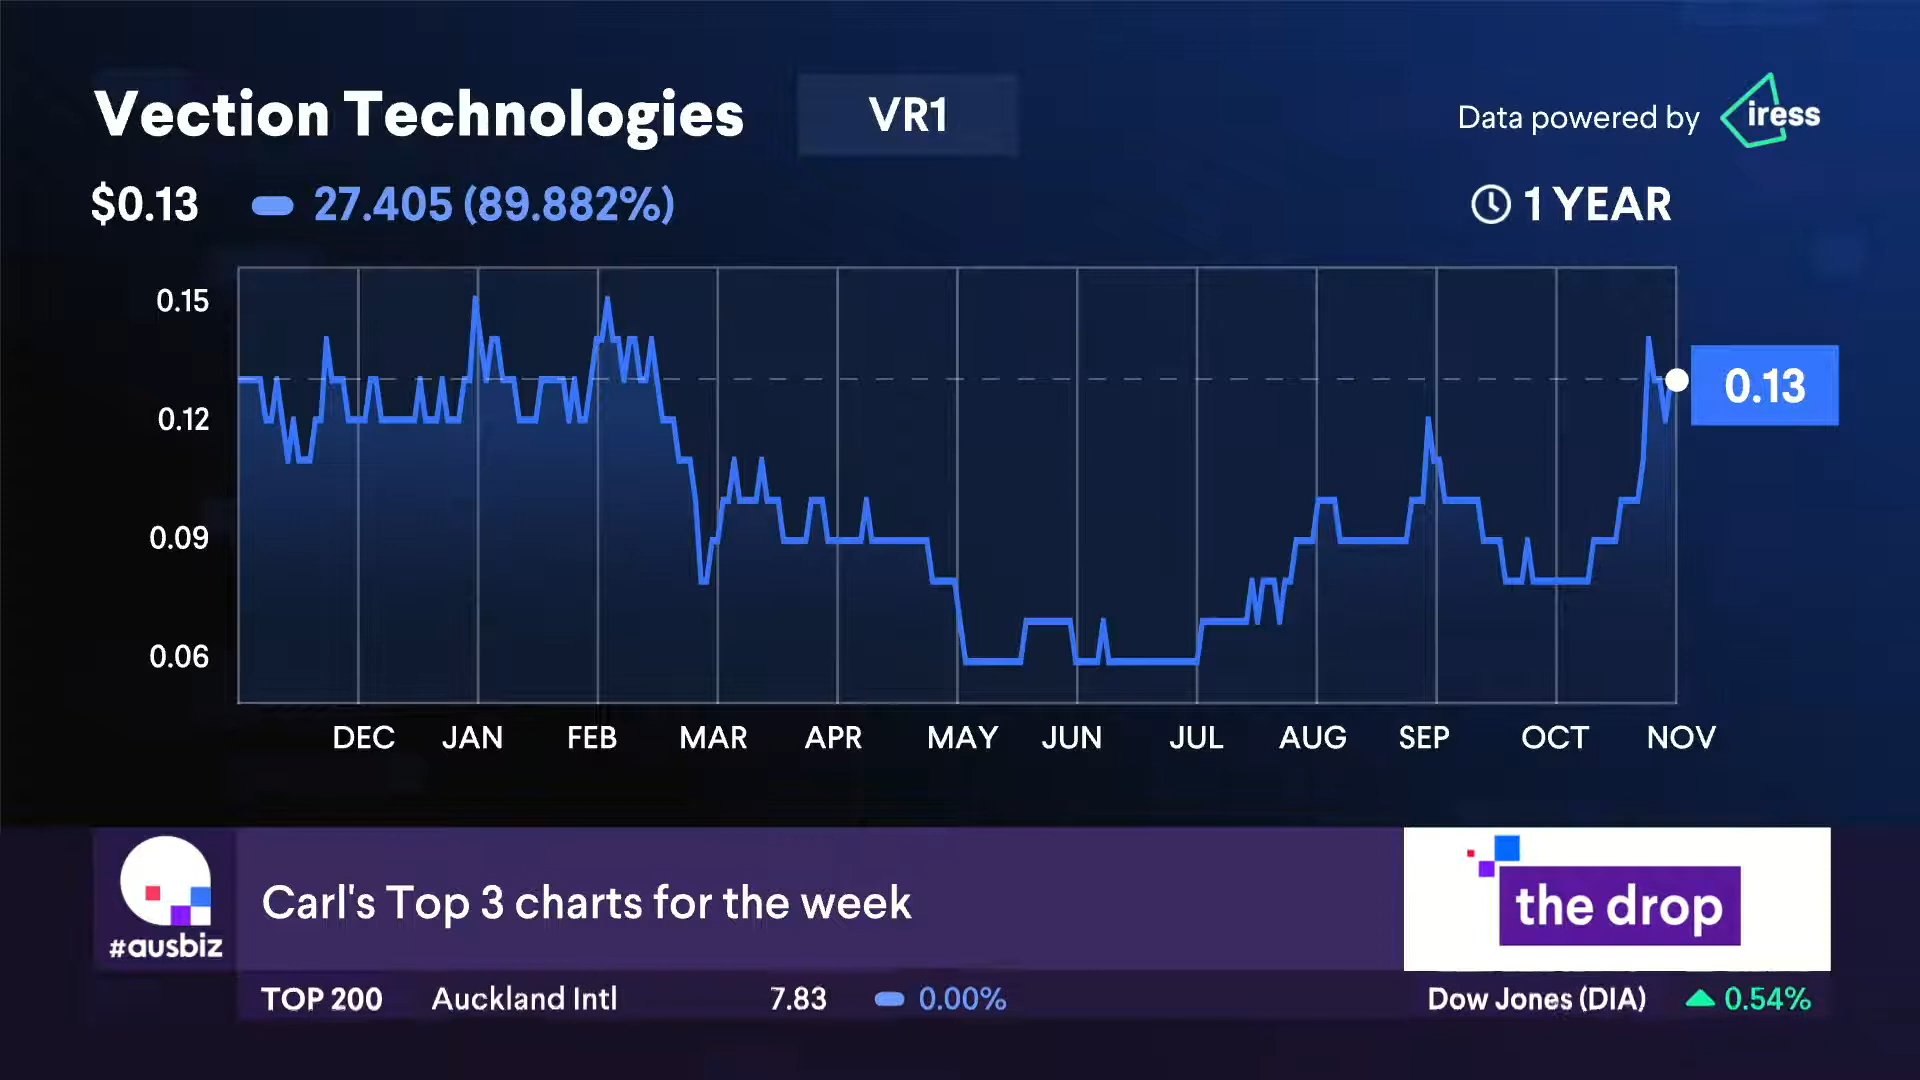 Vection Technologies VR1 Data powered by iress
$0.13 27.405 (89.882%) 1 YEAR
0.15
0.12
0.09
0.06
0.13
DEC JAN FEB MAR APR MAY JUN JUL AUG SEP OCT NOV
Carl's Top 3 charts for the week
#ausbiz
the drop
TOP 200 Auckland Intl 7.83 0.00% Dow Jones (DIA) 0.54%